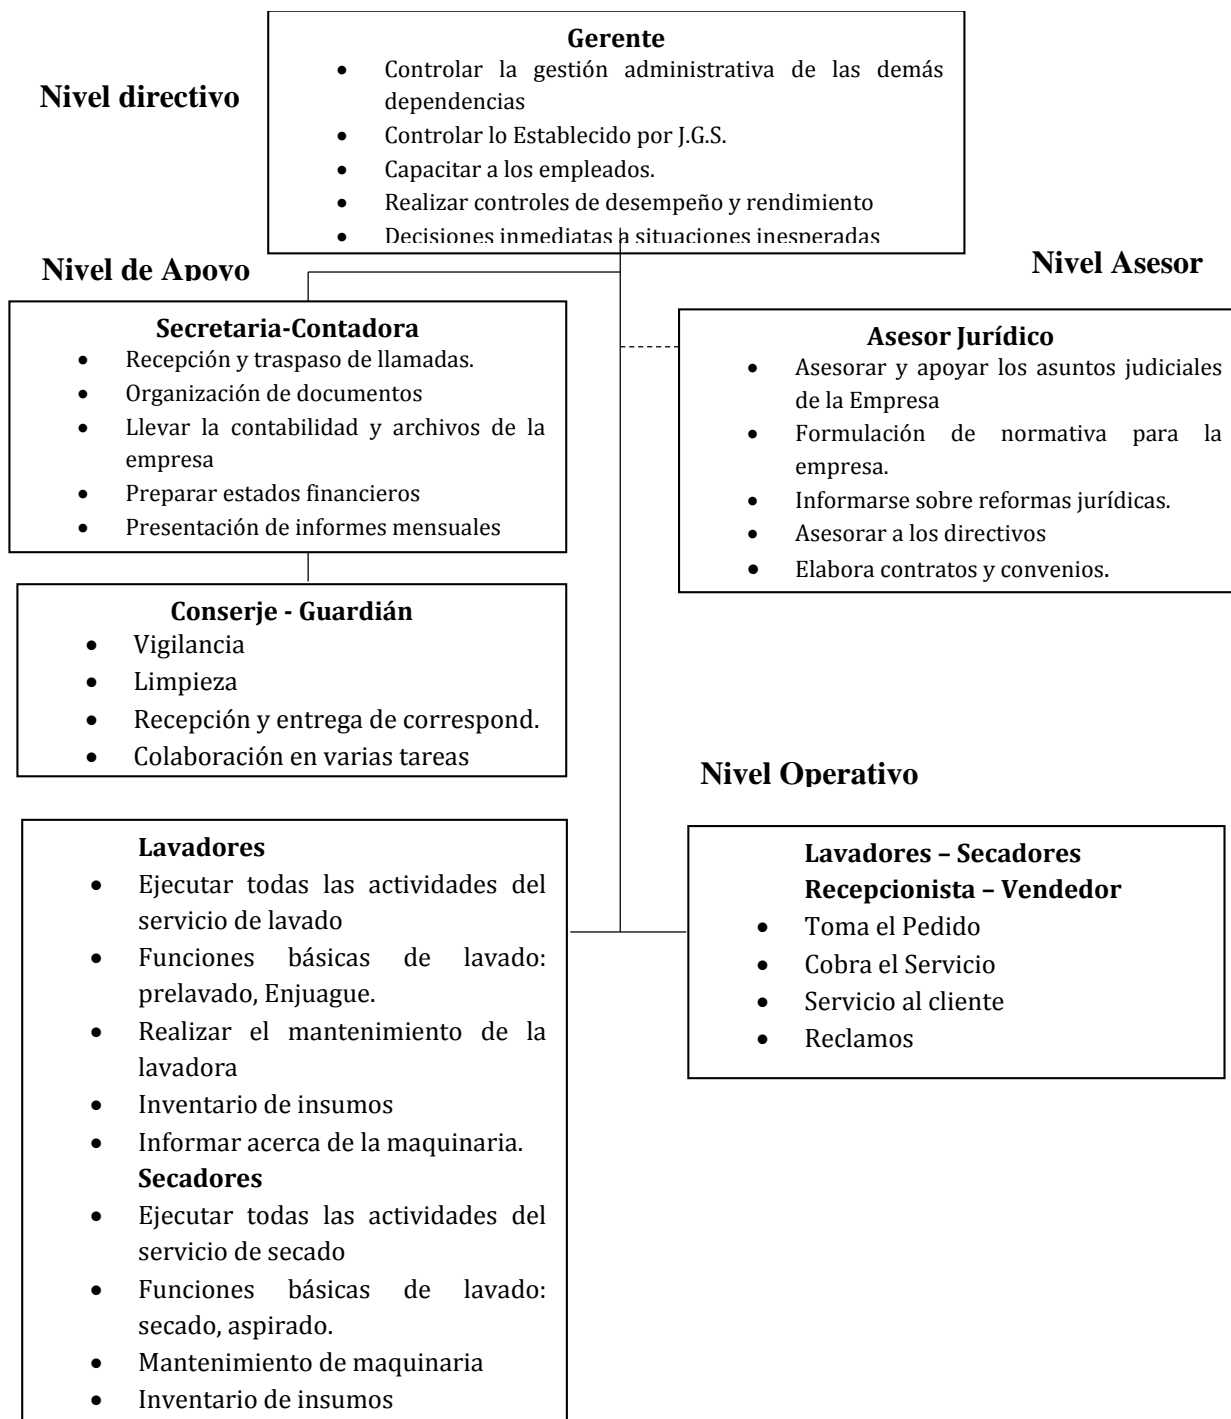 Gerente
• Controlar la gestión administrativa de las demás
dependencias
• Controlar lo Establecido por J.G.S.
• Capacitar a los empleados.
• Realizar controles de desempeño y rendimiento
• Decisiones inmediatas a situaciones inesperadas
Nivel directivo
Nivel de Apoyo
Nivel Asesor
Secretaria-Contadora
• Recepción y traspaso de llamadas.
• Organización de documentos
• Llevar la contabilidad y archivos de la
empresa
• Preparar estados financieros
• Presentación de informes mensuales
Asesor Jurídico
• Asesorar y apoyar los asuntos judiciales
de la Empresa
• Formulación de normativa para la
empresa.
• Informarse sobre reformas jurídicas.
• Asesorar a los directivos
• Elabora contratos y convenios.
Conserje - Guardián
• Vigilancia
• Limpieza
• Recepción y entrega de correspond.
• Colaboración en varias tareas
Nivel Operativo
Lavadores
• Ejecutar todas las actividades del
servicio de lavado
• Funciones básicas de lavado:
prelavado, Enjuague.
• Realizar el mantenimiento de la
lavadora
• Inventario de insumos
• Informar acerca de la maquinaria.
Secadores
• Ejecutar todas las actividades del
servicio de secado
• Funciones básicas de lavado:
secado, aspirado.
• Mantenimiento de maquinaria
• Inventario de insumos
Lavadores – Secadores
Recepcionista – Vendedor
• Toma el Pedido
• Cobra el Servicio
• Servicio al cliente
• Reclamos